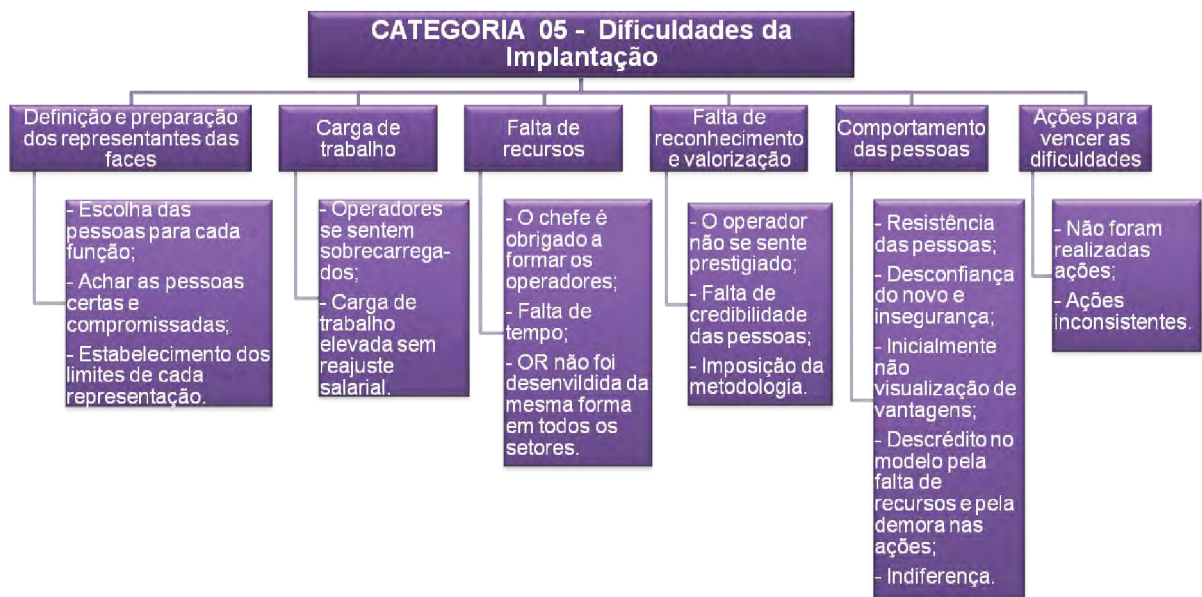 CATEGORIA 05 - Dificuldades da
Implantação
Definição e preparação
dos representantes das
faces
Carga de
trabalho
Falta de
recursos
Falta de
reconhecimento
e valorização
Comportamento
das pessoas
Ações para
vencer as
dificuldades
- Escolha das
pessoas para cada
função;
- Achar as pessoas
certas e
compromissadas;
- Estabelecimento dos
limites de cada
representação.
- Operadores
se sentem
sobrecarrega-
dos;
- Carga de
trabalho
elevada sem
reajuste
salarial.
- O chefe é
obrigado a
formar os
operadores;
- Falta de
tempo;
- OR não foi
desenvildida da
mesma forma
em todos os
setores.
- O operador
não se sente
prestigiado;
- Falta de
credibilidade
das pessoas;
- Imposição da
metodologia.
- Resistência
das pessoas;
- Desconfiança
do novo e
insegurança;
- Inicialmente
não
visualização de
vantagens;
- Descrédito no
modelo pela
falta de
recursos e pela
demora nas
ações;
- Indiferença.
- Não foram
realizadas
ações;
- Ações
inconsistentes.